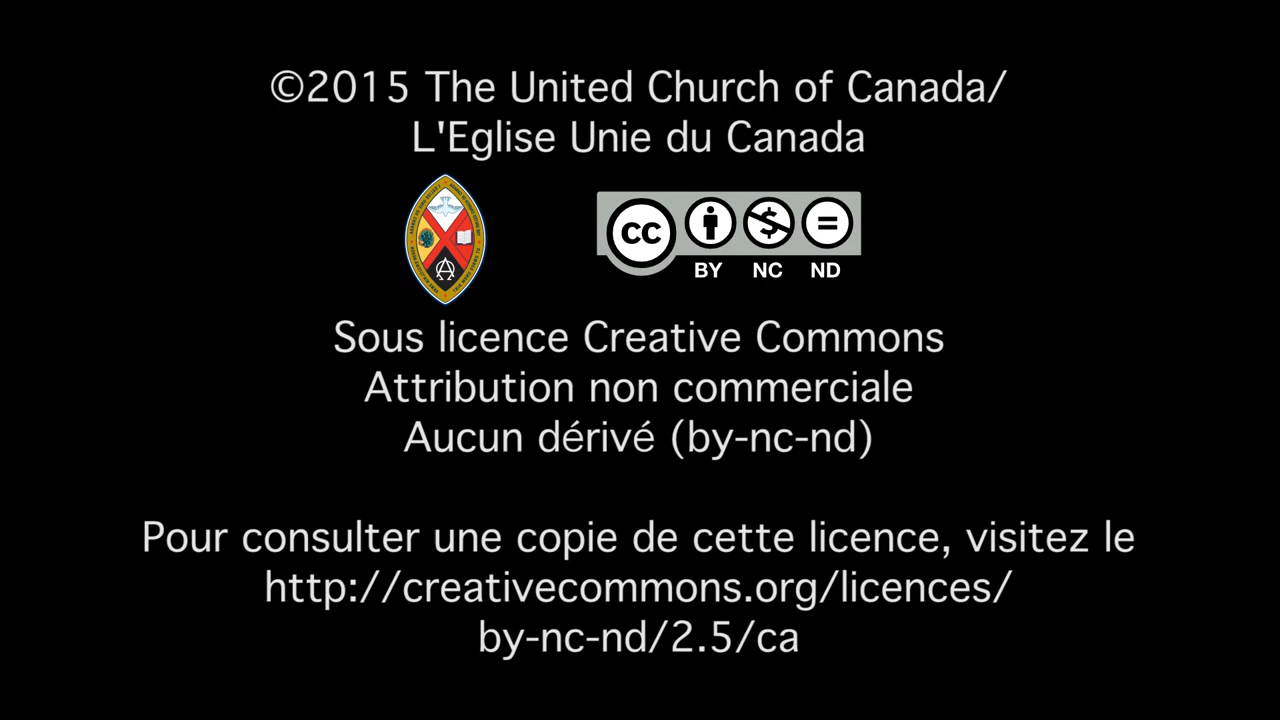 ©2015 The United Church of Canada/
L'Eglise Unie du Canada
CC
BY NC ND
Sous licence Creative Commons
Attribution non commerciale
Aucun dérivé (by-nc-nd)
Pour consulter une copie de cette licence, visitez le
http://creativecommons.org/licences/
by-nc-nd/2.5/ca